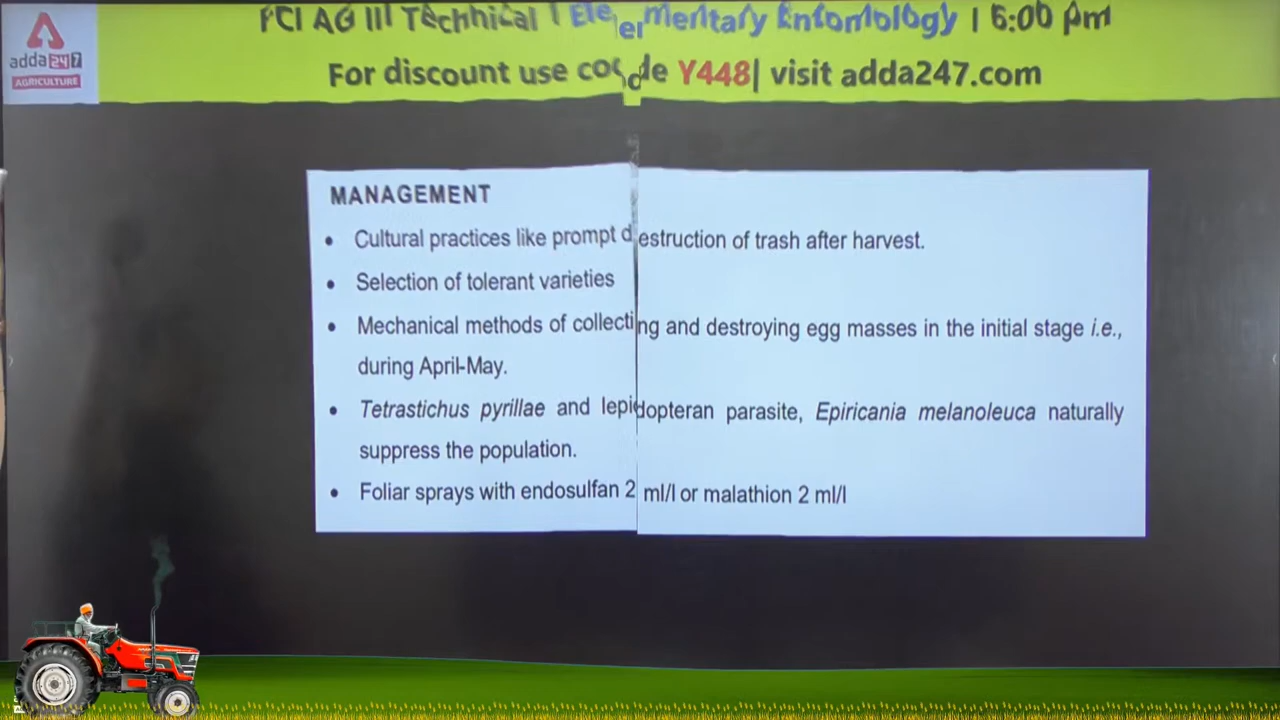 FCI AG III Technical | Elementary Entomology | 6:00 pm
For discount use code Y448| visit adda247.com
adda247
AGRICULTURE
MANAGEMENT
• Cultural practices like prompt destruction of trash after harvest.
• Selection of tolerant varieties
• Mechanical methods of collecting and destroying egg masses in the initial stage i.e.,
during April-May.
• Tetrastichus pyrillae and lepidopteran parasite, Epiricania melanoleuca naturally
suppress the population.
• Foliar sprays with endosulfan 2 ml/l or malathion 2 ml/l